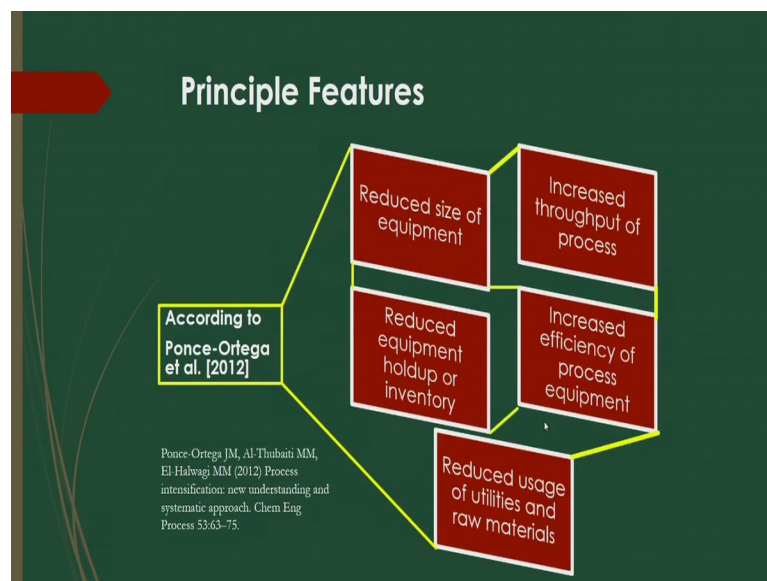 Principle Features
Reduced size of
equipment
Increased
throughput of
process
Reduced
equipment
holdup or
inventory
Increased
efficiency of
process
equipment
Reduced usage
of utilities and
raw materials
According to
Ponce-Ortega
et al. [2012]
Ponce-Ortega JM, Al-Thubaiti MM,
El-Halwagi MM (2012) Process
intensification: new understanding and
systematic approach. Chem Eng
Process 53:63–75.